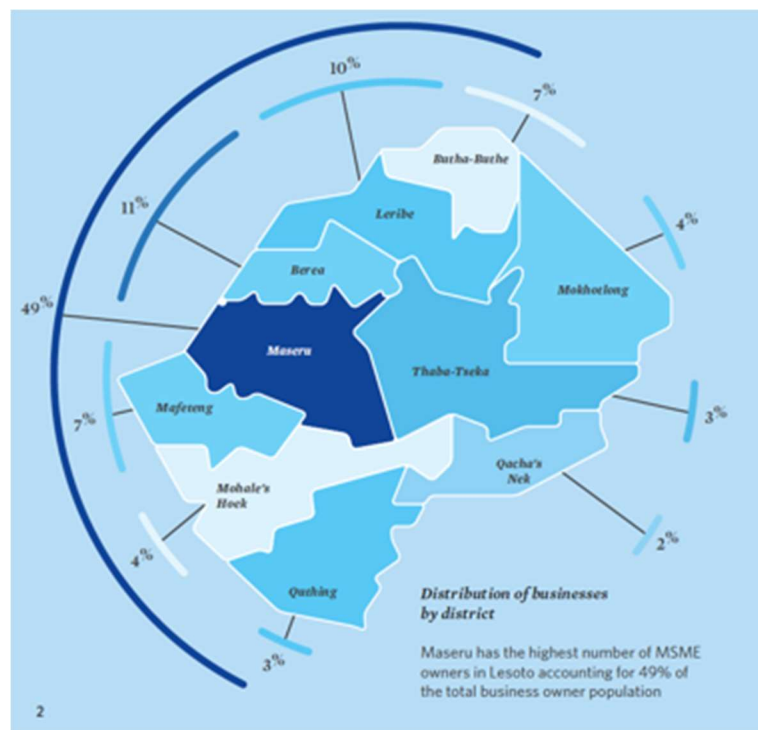 10%
7%
Butha-Buthe
11%
Leribe
4%
Berea
Mokhotlong
49%
Maseru
Thaba-Tseka
Mafeteng
7%
3%
Qacha's
Nek
Mohale's
Hoek
4%
2%
Quthing
3%
Distribution of businesses
by district
Maseru has the highest number of MSME
owners in Lesoto accounting for 49% of
the total business owner population
2